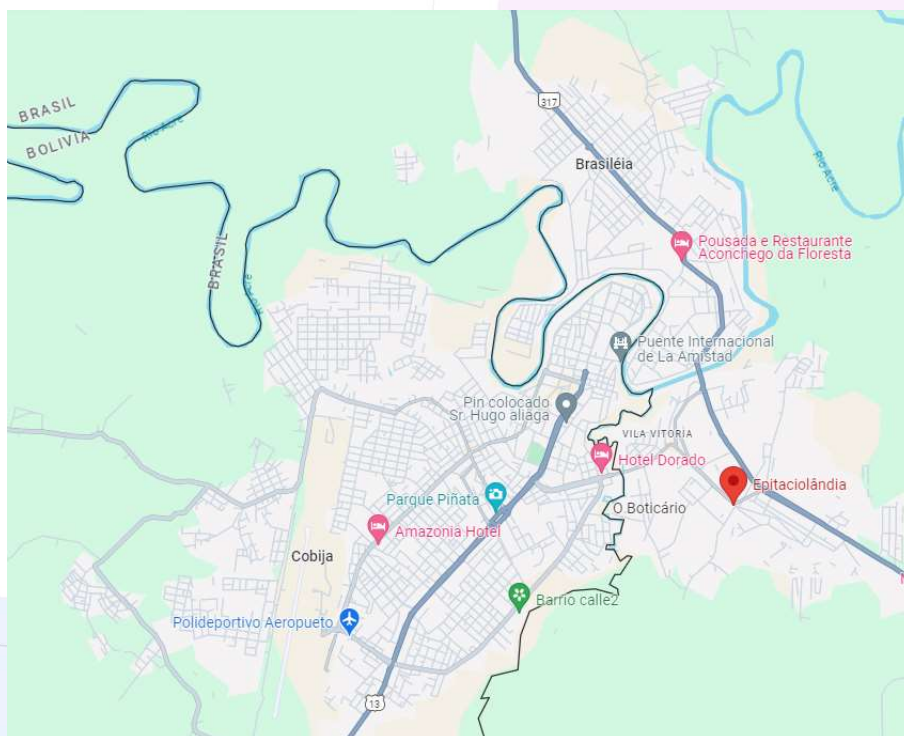 BRASIL
BOLIVIA
Rio Acre
317
Brasiléia
Rio Acre
BRASIL
Pousada e Restaurante
Aconchego da Floresta
Puente Internacional
de La Amistad
Pin colocado
Sr. Hugo aliaga
VILA VITORIA
Hotel Dorado
Epitaciolândia
O Boticário
Parque Piñata
Amazonia Hotel
Cobija
Barrio calle2
Polideportivo Aeropueto
13